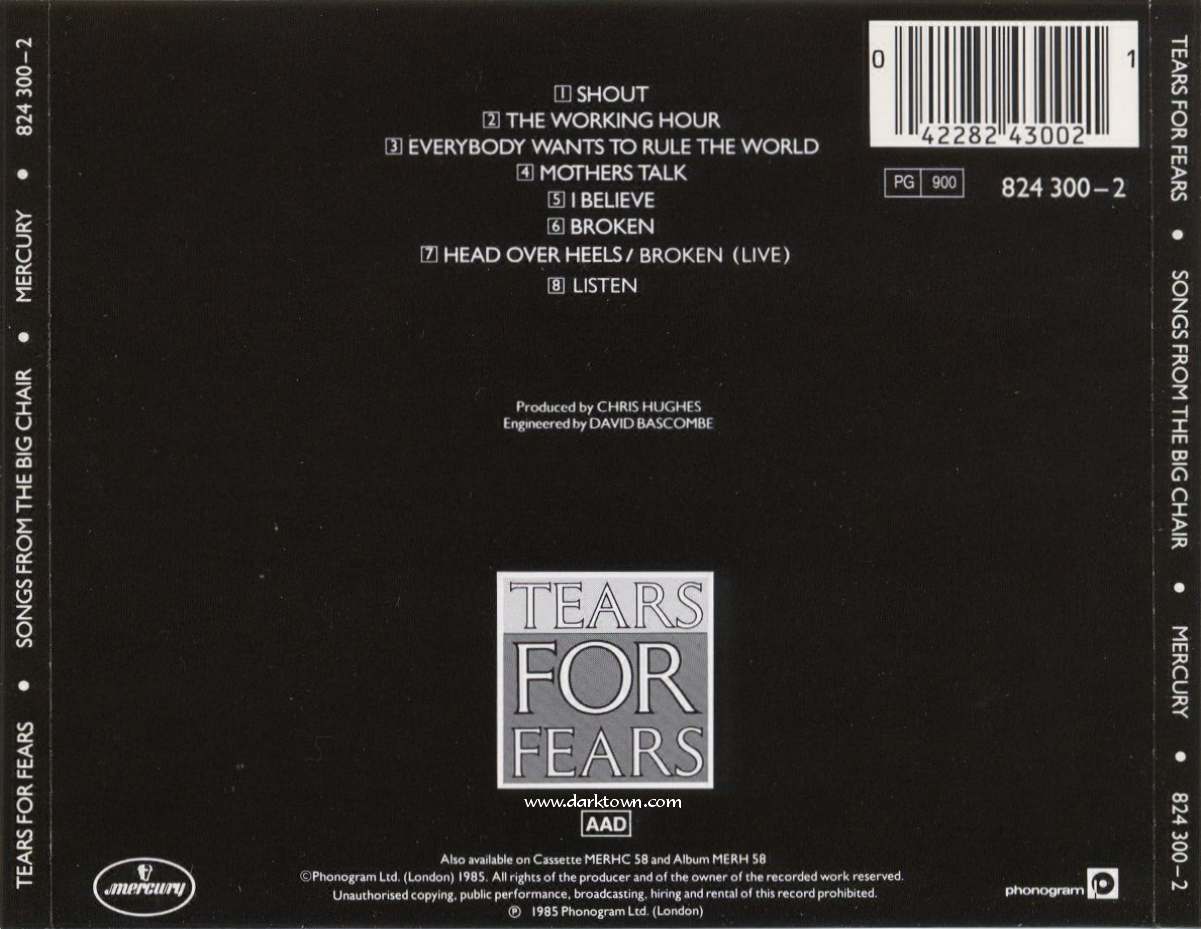 TEARS FOR FEARS • SONGS FROM THE BIG CHAIR • MERCURY • 824 300–2
1 SHOUT
2 THE WORKING HOUR
3 EVERYBODY WANTS TO RULE THE WORLD
4 MOTHERS TALK
5 I BELIEVE
6 BROKEN
7 HEAD OVER HEELS / BROKEN (LIVE)
8 LISTEN
0 42282 43002 1
PG 900
824 300–2
Produced by CHRIS HUGHES
Engineered by DAVID BASCOMBE
TEARS
FOR
FEARS
www.darktown.com
AAD
Also available on Cassette MERHC 58 and Album MERH 58
©Phonogram Ltd. (London) 1985. All rights of the producer and of the owner of the recorded work reserved.
Unauthorised copying, public performance, broadcasting, hiring and rental of this record prohibited.
℗ 1985 Phonogram Ltd. (London)
mercury
phonogram
TEARS FOR FEARS • SONGS FROM THE BIG CHAIR • MERCURY • 824 300–2